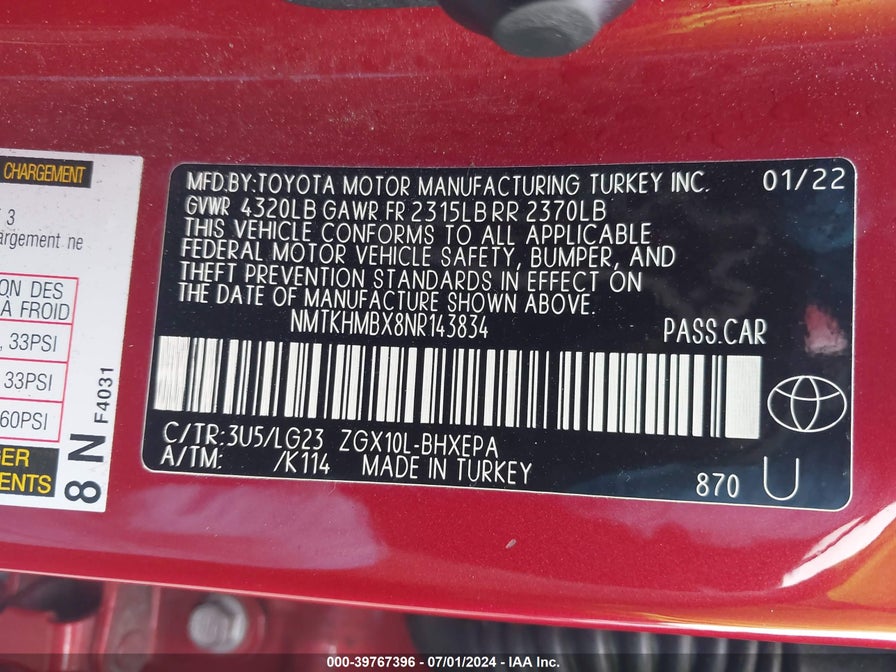 CHARGEMENT
3
argement ne
ON DES
À FROID
, 33PSI
33PSI
60PSI
GER
ENTS
8 N
F4031
MFD.BY:TOYOTA MOTOR MANUFACTURING TURKEY INC. 01/22
GVWR 4320LB GAWR FR 2315LB RR 2370LB
THIS VEHICLE CONFORMS TO ALL APPLICABLE
FEDERAL MOTOR VEHICLE SAFETY, BUMPER, AND
THEFT PREVENTION STANDARDS IN EFFECT ON
THE DATE OF MANUFACTURE SHOWN ABOVE.
NMTKHMBX8NR143834 PASS.CAR
C/TR:3U5/LG23 ZGX10L-BHXEPA
A/TM: /K114 MADE IN TURKEY
870 U
000-39767396 - 07/01/2024 - IAA Inc.